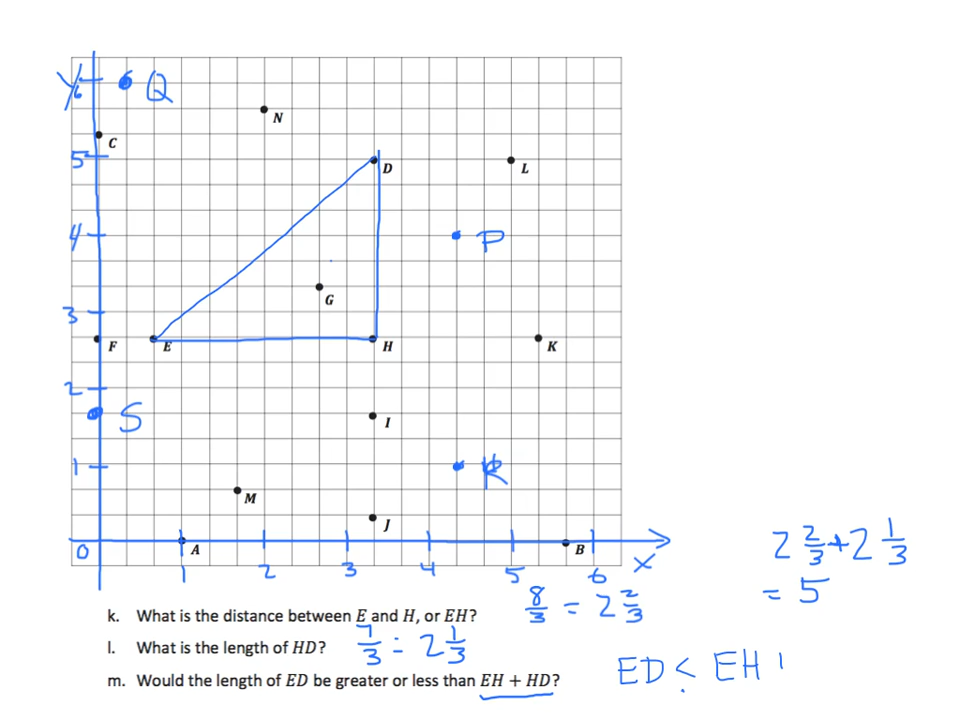 Y
6
Q
N
C
5
D
L
4
P
G
3
F
E
H
K
2
S
I
1
R
M
J
0
A
B
1
2
3
4
5
6
X
2 2/3 + 2 1/3
= 5
k. What is the distance between E and H, or EH? 8/3 = 2 2/3
l. What is the length of HD? 7/3 = 2 1/3
m. Would the length of ED be greater or less than EH + HD? ED < EH